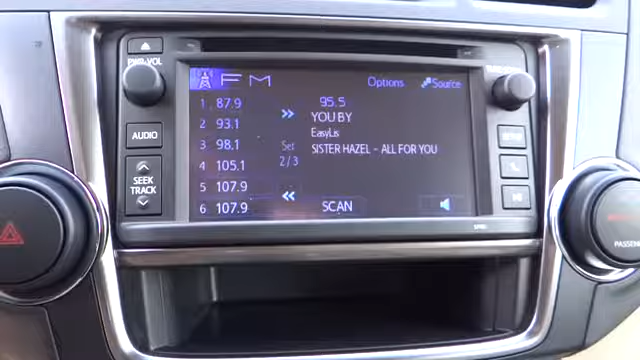 PWR·VOL
FM
Options
Source
1 87.9
2 93.1
3 98.1
4 105.1
5 107.9
6 107.9
Set
2/3
95.5
YOU BY
EasyLis
SISTER HAZEL - ALL FOR YOU
SCAN
AUDIO
SEEK
TRACK
PASSEN